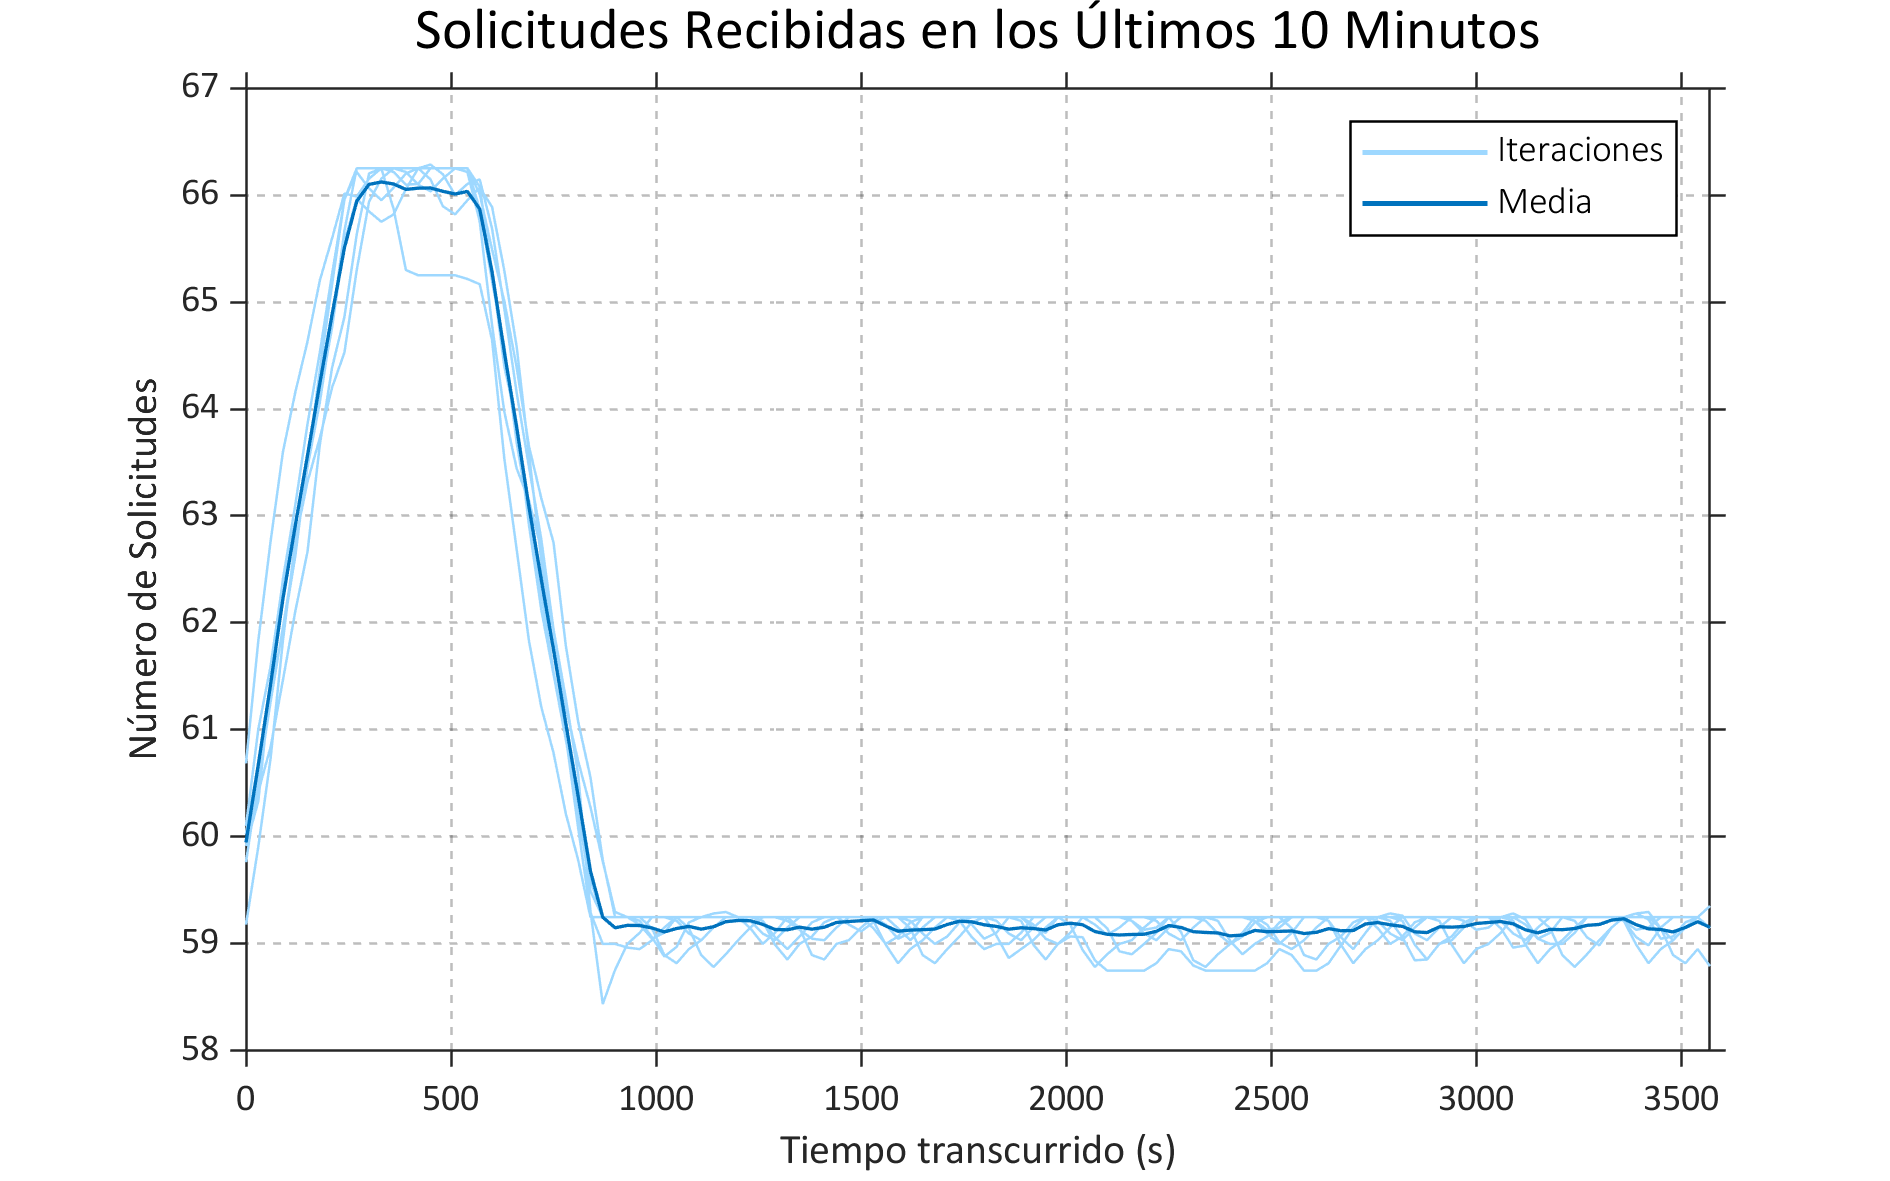 Solicitudes Recibidas en los Últimos 10 Minutos
67
66
65
64
63
62
61
60
59
58
Número de Solicitudes
Iteraciones
Media
0 500 1000 1500 2000 2500 3000 3500
Tiempo transcurrido (s)